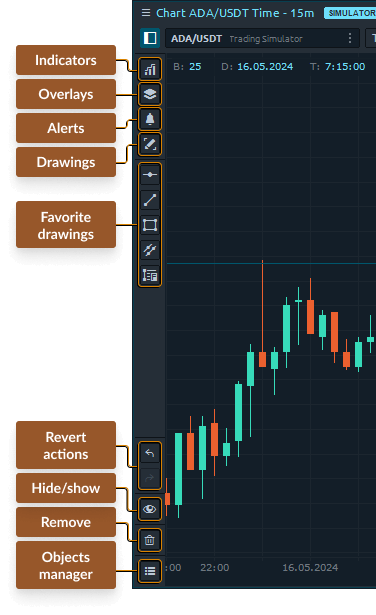 Chart ADA/USDT Time - 15m
SIMULATOR
ADA/USDT Trading Simulator
Indicators
B: 25 D: 16.05.2024 T: 7:15:00
Overlays
Alerts
Drawings
Favorite
drawings
Revert
actions
Hide/show
Remove
Objects
manager
:00 22:00 16.05.2024